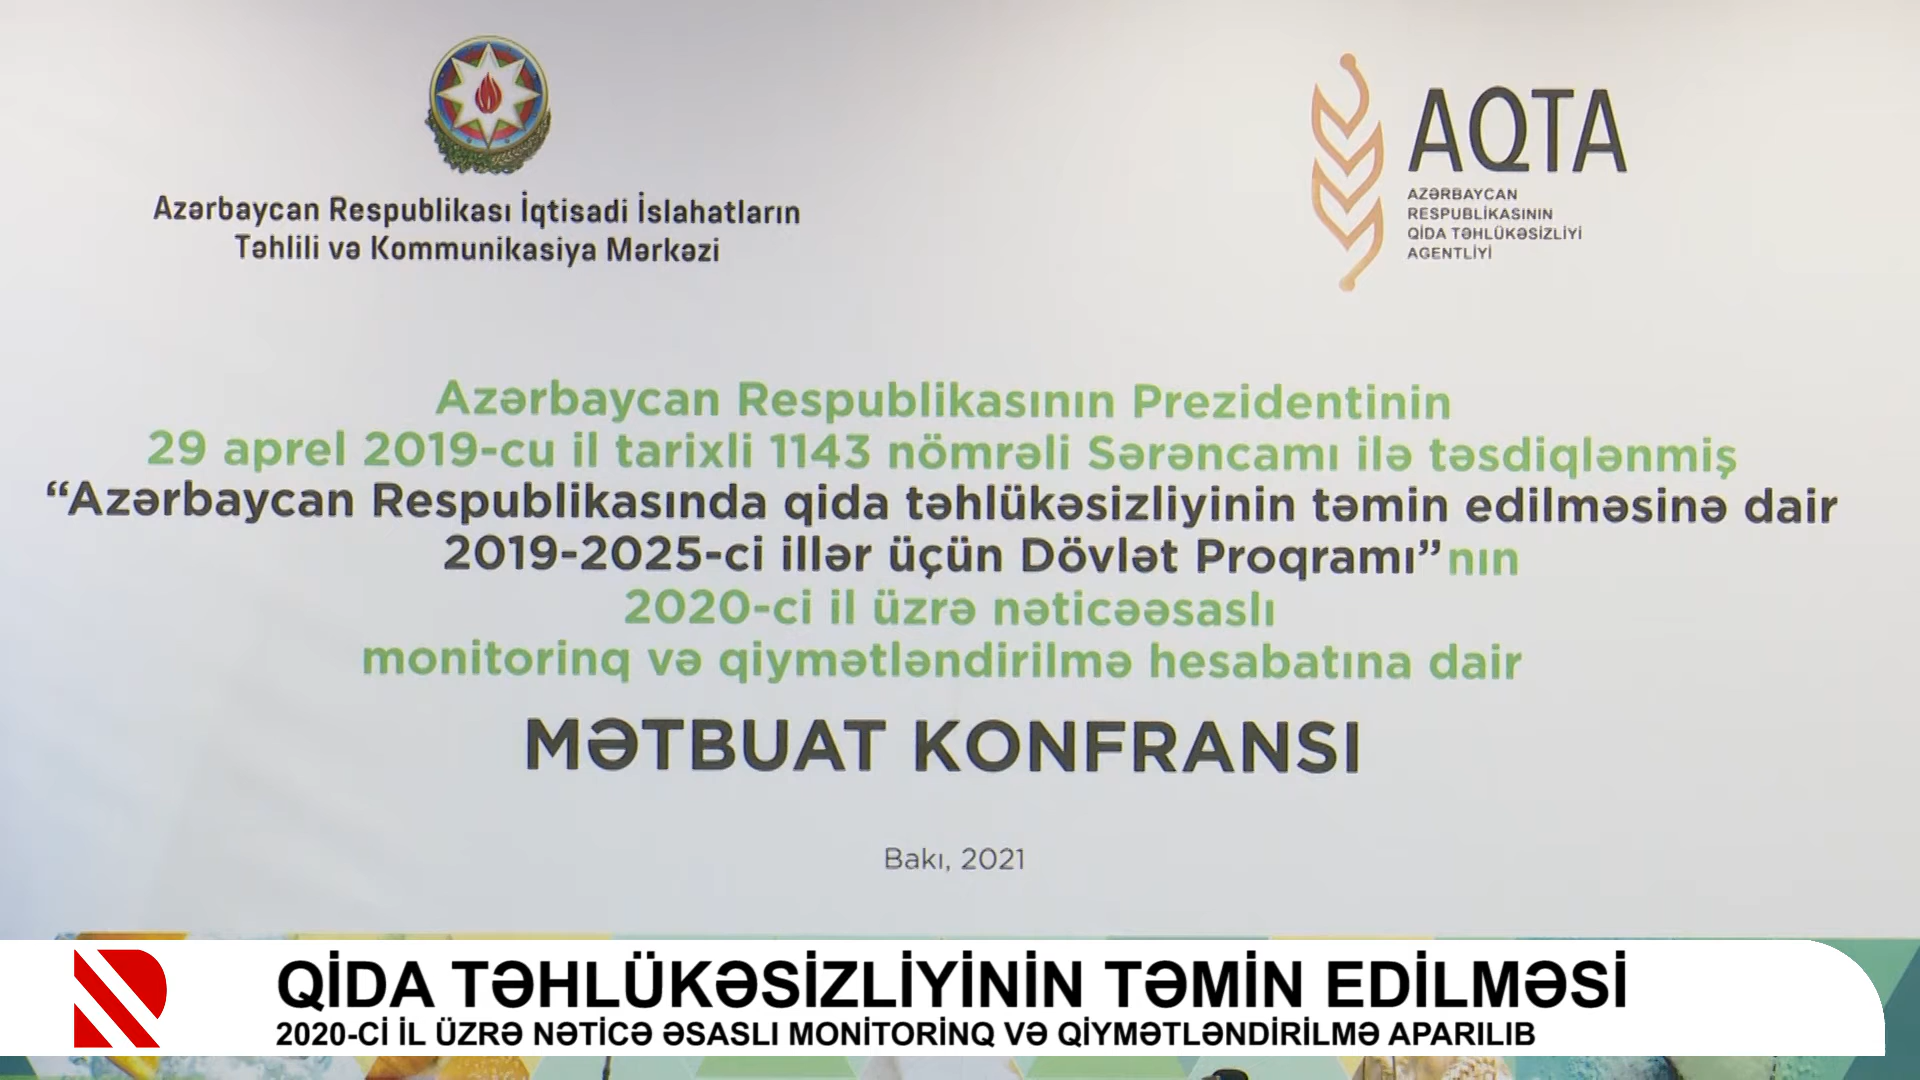 Azərbaycan Respublikası İqtisadi İslahatların
Təhlili və Kommunikasiya Mərkəzi
AQTA
AZƏRBAYCAN
RESPUBLİKASININ
QİDA TƏHLÜKƏSİZLİYİ
AGENTLİYİ
Azərbaycan Respublikasının Prezidentinin
29 aprel 2019-cu il tarixli 1143 nömrəli Sərəncamı ilə təsdiqlənmiş
“Azərbaycan Respublikasında qida təhlükəsizliyinin təmin edilməsinə dair
2019-2025-ci illər üçün Dövlət Proqramı”nın
2020-ci il üzrə nəticəəsaslı
monitorinq və qiymətləndirilmə hesabatına dair
MƏTBUAT KONFRANSI
Bakı, 2021
QİDA TƏHLÜKƏSİZLİYİNİN TƏMİN EDİLMƏSİ
2020-Cİ İL ÜZRƏ NƏTİCƏ ƏSASLI MONİTORİNQ VƏ QİYMƏTLƏNDİRİLMƏ APARILIB